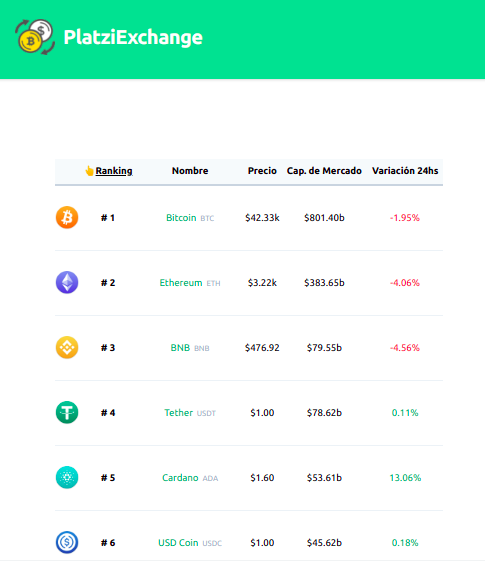 PlatziExchange
👆Ranking Nombre Precio Cap. de Mercado Variación 24hs
# 1 Bitcoin BTC $42.33k $801.40b -1.95%
# 2 Ethereum ETH $3.22k $383.65b -4.06%
# 3 BNB BNB $476.92 $79.55b -4.56%
# 4 Tether USDT $1.00 $78.62b 0.11%
# 5 Cardano ADA $1.60 $53.61b 13.06%
# 6 USD Coin USDC $1.00 $45.62b 0.18%